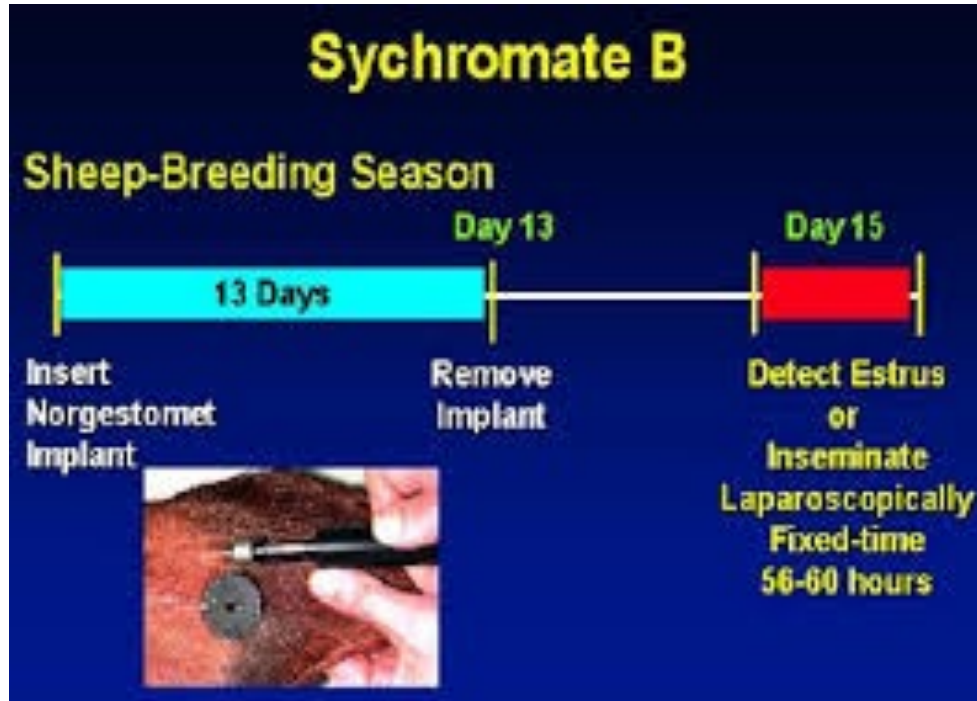 Sychromate B
Sheep-Breeding Season
Day 13
Day 15
13 Days
Insert
Norgestomet
Implant
Remove
Implant
Detect Estrus
or
Inseminate
Laparoscopically
Fixed-time
56-60 hours